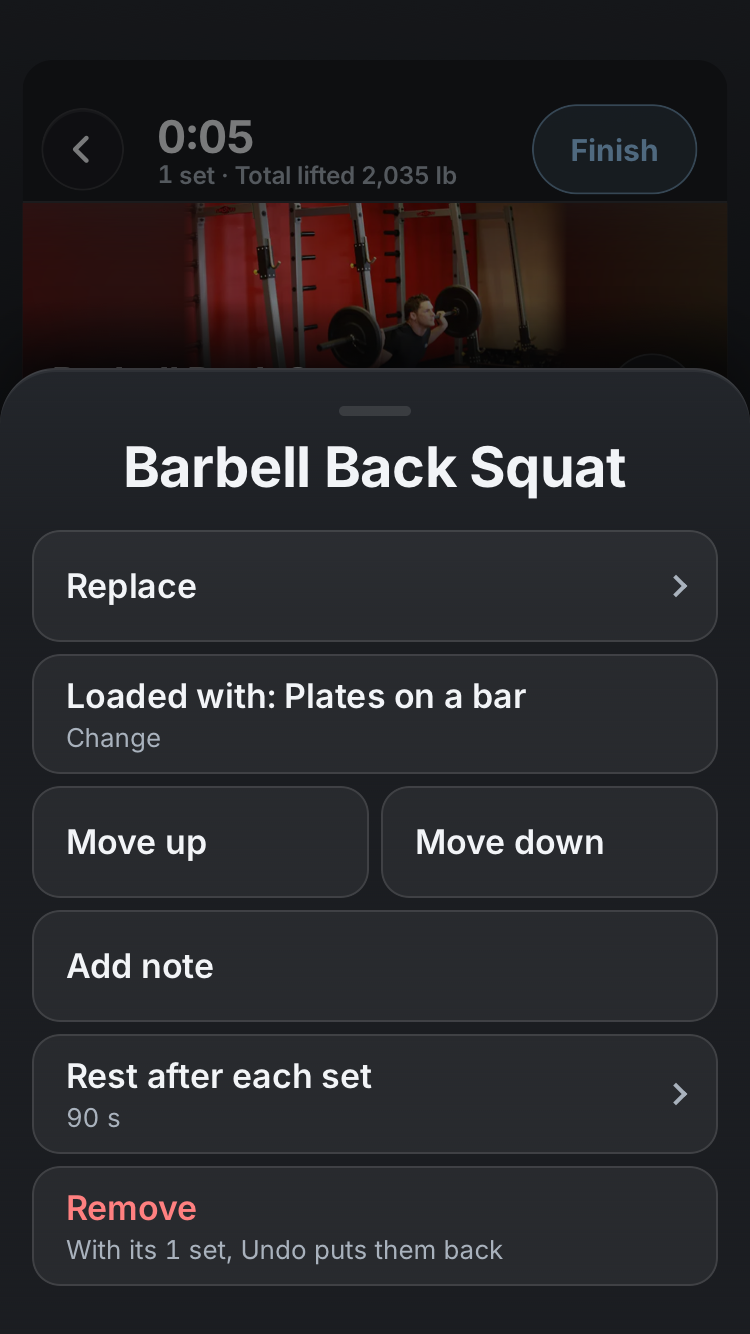 0:05
1 set · Total lifted 2,035 lb
Finish
Barbell Back Squat
Replace
Loaded with: Plates on a bar
Change
Move up
Move down
Add note
Rest after each set
90 s
Remove
With its 1 set, Undo puts them back